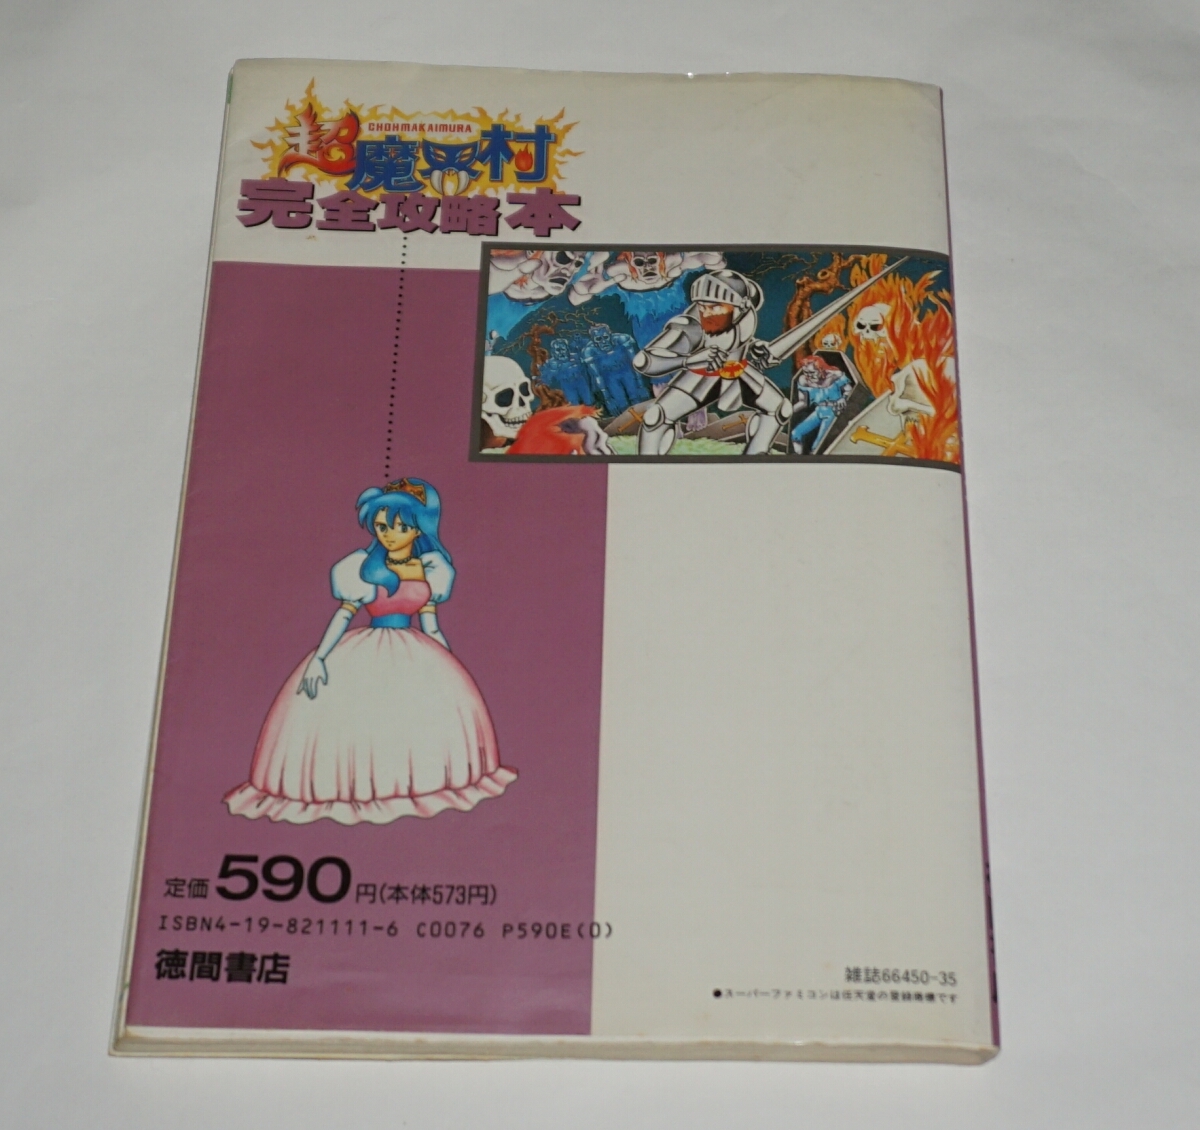 CHOHMAKAIMURA
超魔界村
完全攻略本
定価590円(本体573円)
ISBN4-19-821111-6 C0076 P590E(0)
徳間書店
雑誌66450-35
●スーパーファミコンは任天堂の登録商標です